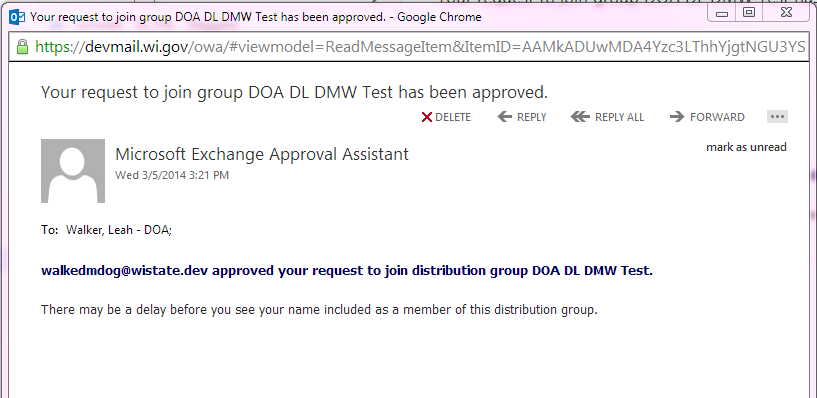 Your request to join group DOA DL DMW Test has been approved. - Google Chrome
https://devmail.wi.gov/owa/#viewmodel=ReadMessageItem&ItemID=AAMkADUwMDA4Yzc3LThhYjgtNGU3YS
Your request to join group DOA DL DMW Test has been approved.
DELETE REPLY REPLY ALL FORWARD ...
Microsoft Exchange Approval Assistant
mark as unread
Wed 3/5/2014 3:21 PM
To: Walker, Leah - DOA;
walkedmdog@wistate.dev approved your request to join distribution group DOA DL DMW Test.
There may be a delay before you see your name included as a member of this distribution group.